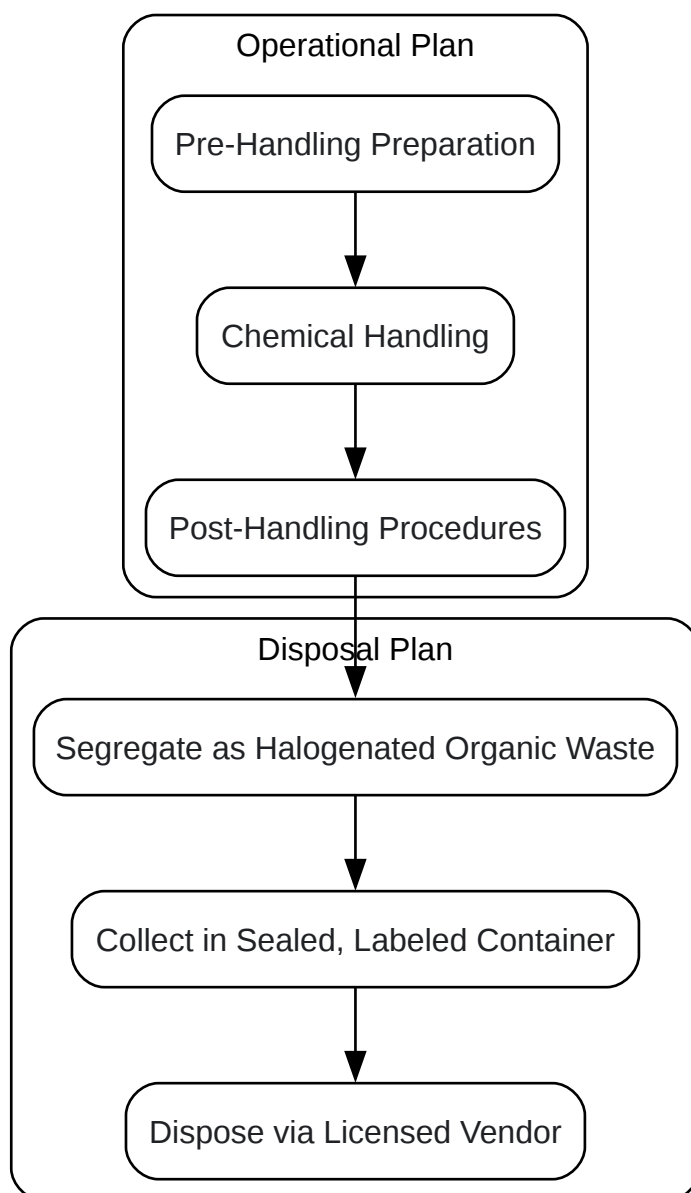 Operational Plan
Pre-Handling Preparation
Chemical Handling
Post-Handling Procedures
Disposal Plan
Segregate as Halogenated Organic Waste
Collect in Sealed, Labeled Container
Dispose via Licensed Vendor